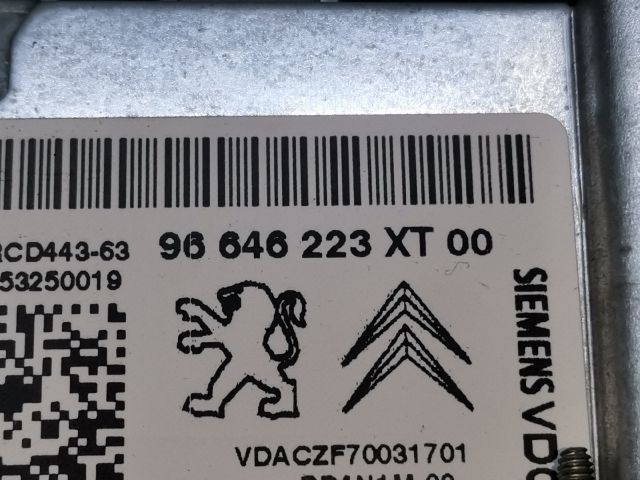 RCD443-63 96 646 223 XT 00
53250019
SIEMENS VDO
VDACZF70031701